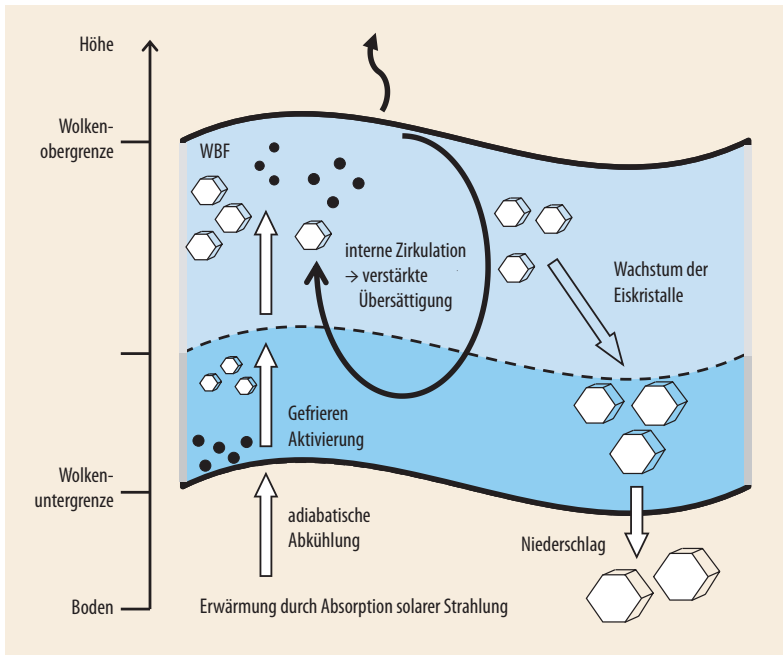 Höhe
Wolken-
obergrenze
WBF
interne Zirkulation
→ verstärkte
Übersättigung
Wachstum der
Eiskristalle
Gefrieren
Aktivierung
Wolken-
untergrenze
adiabatische
Abkühlung
Niederschlag
Boden
Erwärmung durch Absorption solarer Strahlung